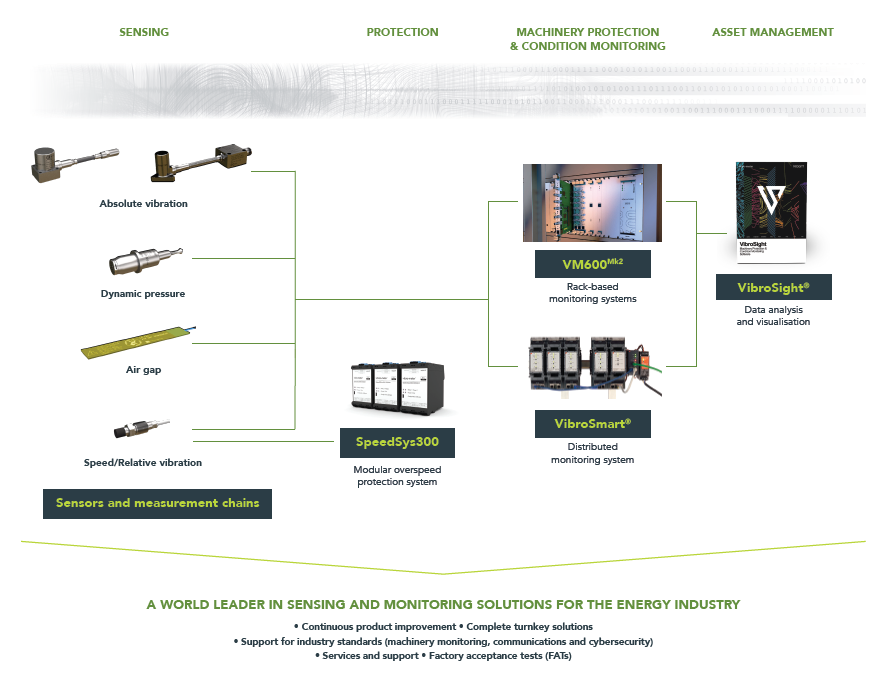 SENSING
PROTECTION
MACHINERY PROTECTION
& CONDITION MONITORING
ASSET MANAGEMENT
Absolute vibration
Dynamic pressure
Air gap
Speed/Relative vibration
Sensors and measurement chains
SpeedSys300
Modular overspeed
protection system
VM600Mk2
Rack-based
monitoring systems
VibroSmart®
Distributed
monitoring system
VibroSight
VibroSight®
Data analysis
and visualisation
A WORLD LEADER IN SENSING AND MONITORING SOLUTIONS FOR THE ENERGY INDUSTRY
• Continuous product improvement • Complete turnkey solutions
• Support for industry standards (machinery monitoring, communications and cybersecurity)
• Services and support • Factory acceptance tests (FATs)